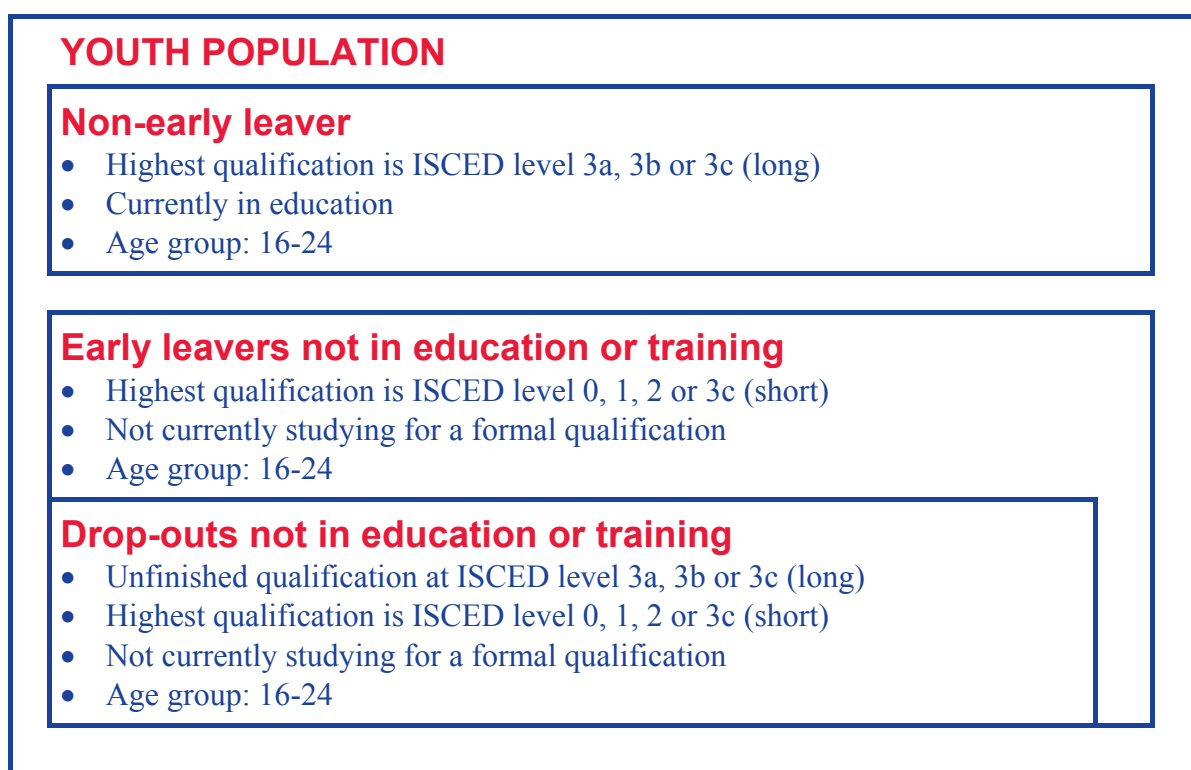 YOUTH POPULATION
Non-early leaver
• Highest qualification is ISCED level 3a, 3b or 3c (long)
• Currently in education
• Age group: 16-24
Early leavers not in education or training
• Highest qualification is ISCED level 0, 1, 2 or 3c (short)
• Not currently studying for a formal qualification
• Age group: 16-24
Drop-outs not in education or training
• Unfinished qualification at ISCED level 3a, 3b or 3c (long)
• Highest qualification is ISCED level 0, 1, 2 or 3c (short)
• Not currently studying for a formal qualification
• Age group: 16-24